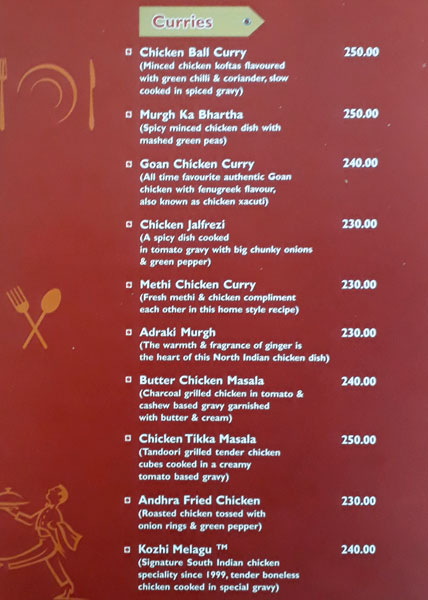 Curries
Chicken Ball Curry 250.00
(Minced chicken koftas flavoured
with green chilli & coriander, slow
cooked in spiced gravy)
Murgh Ka Bhartha 250.00
(Spicy minced chicken dish with
mashed green peas)
Goan Chicken Curry 240.00
(All time favourite authentic Goan
chicken with fenugreek flavour,
also known as chicken xacuti)
Chicken Jalfrezi 230.00
(A spicy dish cooked
in tomato gravy with big chunky onions
& green pepper)
Methi Chicken Curry 230.00
(Fresh methi & chicken compliment
each other in this home style recipe)
Adraki Murgh 230.00
(The warmth & fragrance of ginger is
the heart of this North Indian chicken dish)
Butter Chicken Masala 240.00
(Charcoal grilled chicken in tomato &
cashew based gravy garnished
with butter & cream)
Chicken Tikka Masala 250.00
(Tandoori grilled tender chicken
cubes cooked in a creamy
tomato based gravy)
Andhra Fried Chicken 230.00
(Roasted chicken tossed with
onion rings & green pepper)
Kozhi Melagu ™ 240.00
(Signature South Indian chicken
speciality since 1999, tender boneless
chicken cooked in special gravy)